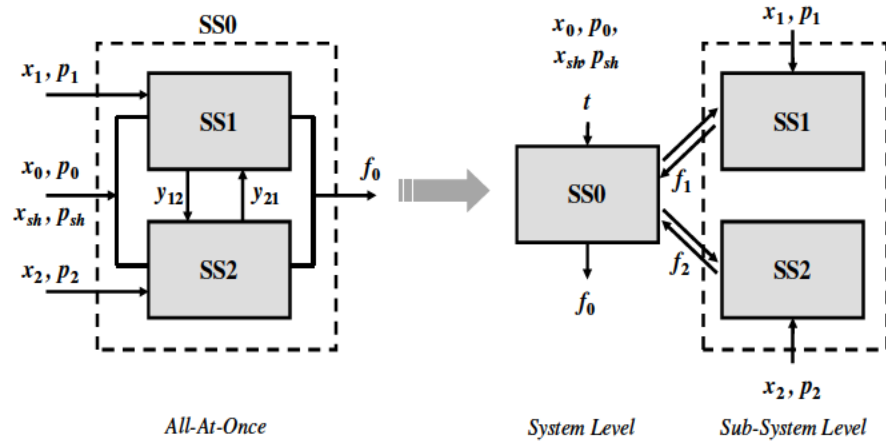 SS0
x₁, p₁
SS1
x₀, p₀
xₛₕ, pₛₕ
y₁₂
y₂₁
f₀
x₂, p₂
SS2
All-At-Once
x₀, p₀,
xₛₕ, pₛₕ
t
SS0
f₀
System Level
x₁, p₁
SS1
f₁
f₂
SS2
x₂, p₂
Sub-System Level